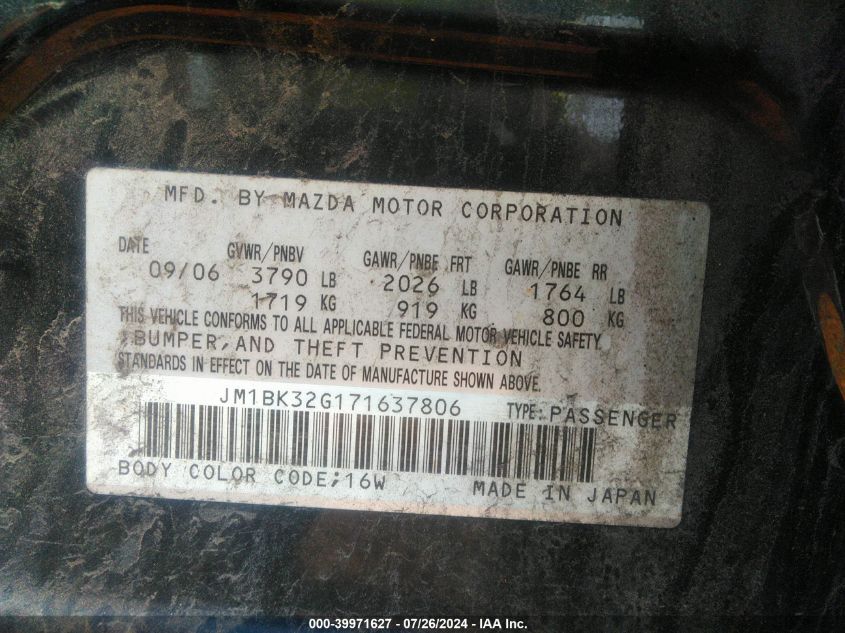 MFD. BY MAZDA MOTOR CORPORATION
DATE GVWR/PNBV GAWR/PNBE FRT GAWR/PNBE RR
09/06 3790 LB 2026 LB 1764 LB
1719 KG 919 KG 800 KG
THIS VEHICLE CONFORMS TO ALL APPLICABLE FEDERAL MOTOR VEHICLE SAFETY
,BUMPER,AND THEFT PREVENTION
STANDARDS IN EFFECT ON THE DATE OF MANUFACTURE SHOWN ABOVE.
JM1BK32G171637806 TYPE:PASSENGER
BODY COLOR CODE;16W MADE IN JAPAN
000-39971627 - 07/26/2024 - IAA Inc.